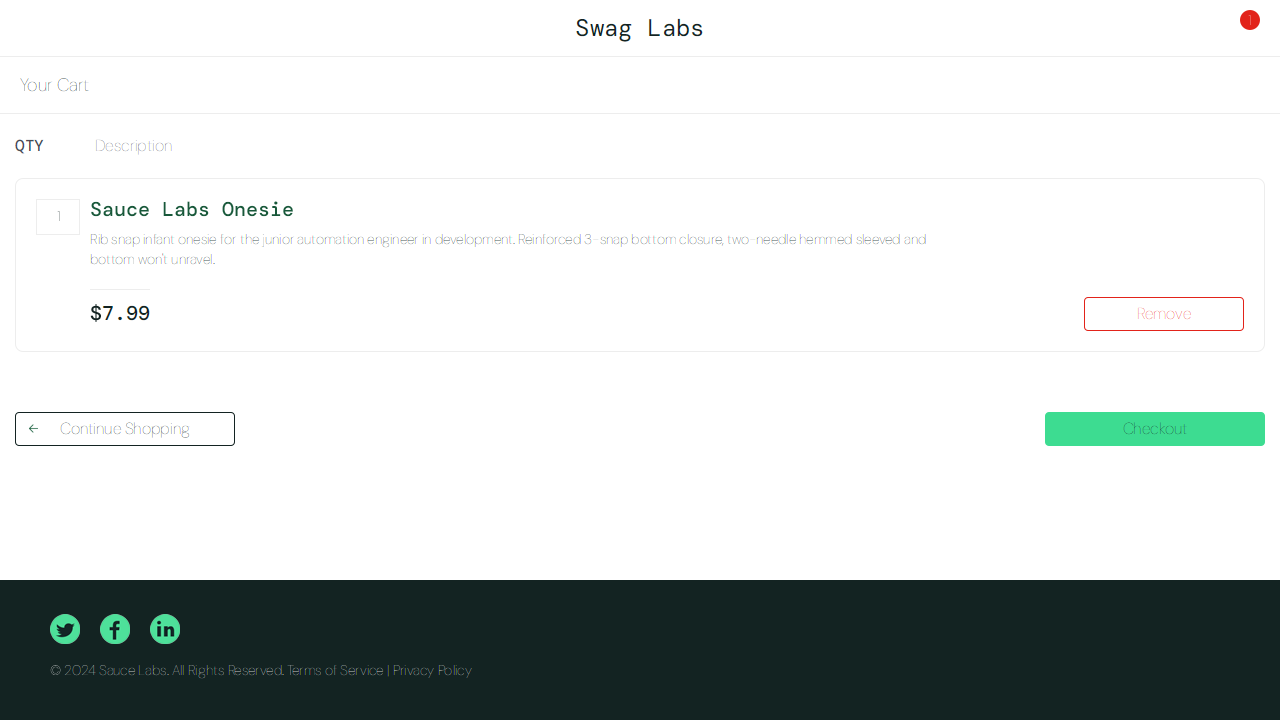 Swag Labs
1
Your Cart
QTY
Description
1
Sauce Labs Onesie
Rib snap infant onesie for the junior automation engineer in development. Reinforced 3-snap bottom closure, two-needle hemmed sleeved and
bottom won't unravel.
$7.99
Remove
Continue Shopping
Checkout
© 2024 Sauce Labs. All Rights Reserved. Terms of Service | Privacy Policy